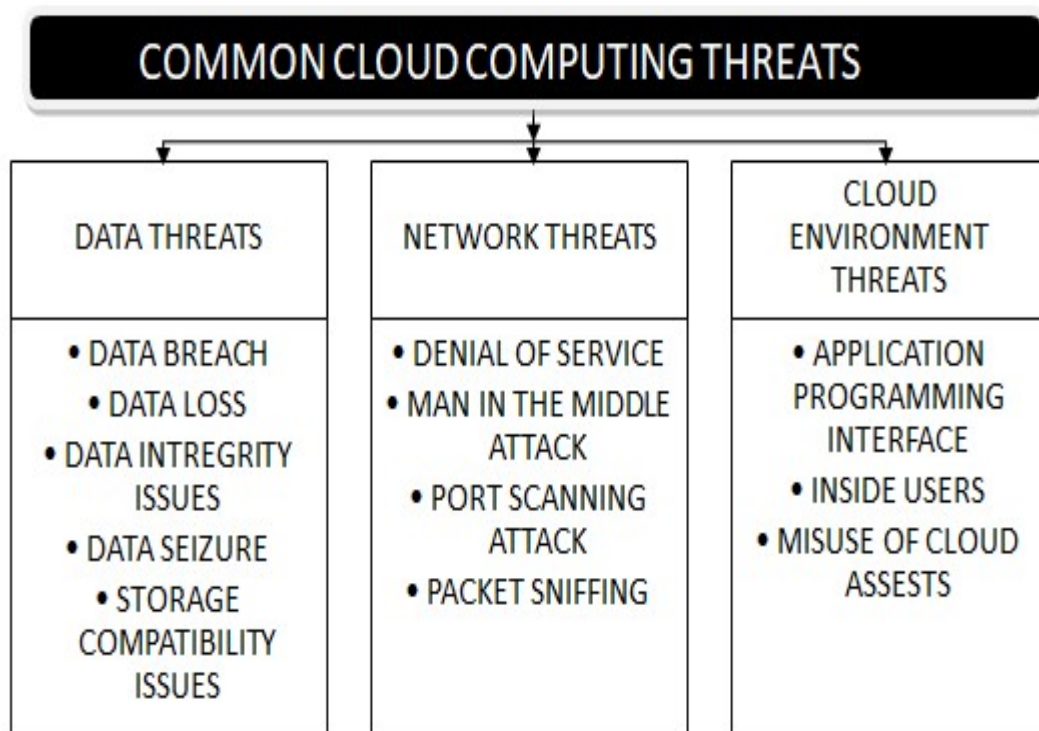 COMMON CLOUD COMPUTING THREATS
DATA THREATS
• DATA BREACH
• DATA LOSS
• DATA INTREGRITY
ISSUES
• DATA SEIZURE
• STORAGE
COMPATIBILITY
ISSUES
NETWORK THREATS
• DENIAL OF SERVICE
• MAN IN THE MIDDLE
ATTACK
• PORT SCANNING
ATTACK
• PACKET SNIFFING
CLOUD
ENVIRONMENT
THREATS
• APPLICATION
PROGRAMMING
INTERFACE
• INSIDE USERS
• MISUSE OF CLOUD
ASSESTS